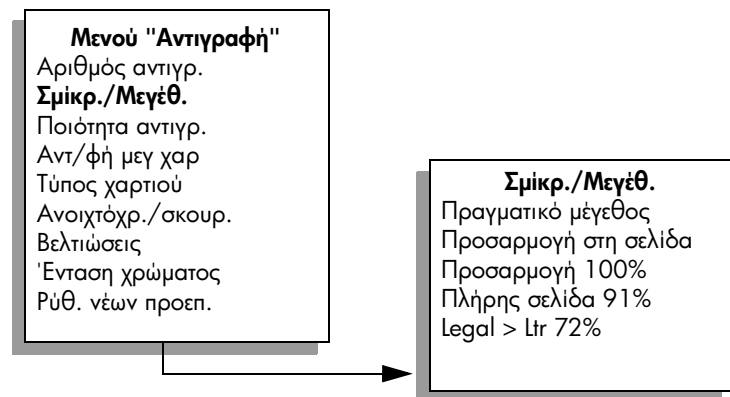 Μενού "Αντιγραφή"
Αριθμός αντιγρ.
Σμίκρ./Μεγέθ.
Ποιότητα αντιγρ.
Αντ/φή μεγ χαρ
Τύπος χαρτιού
Ανοιχτόχρ./σκουρ.
Βελτιώσεις
Ένταση χρώματος
Ρύθ. νέων προεπ.
Σμίκρ./Μεγέθ.
Πραγματικό μέγεθος
Προσαρμογή στη σελίδα
Προσαρμογή 100%
Πλήρης σελίδα 91%
Legal > Ltr 72%